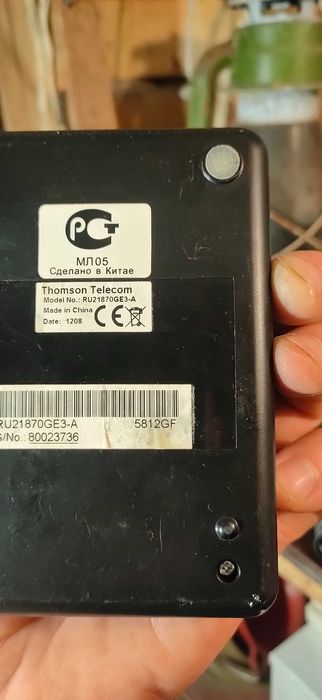 РСТ
МЛ05
Сделано в Китае
Thomson Telecom
Model No.: RU21870GE3-A
Made in China
Date: 1208
CE
RU21870GE3-A 5812GF
S/No.: 80023736